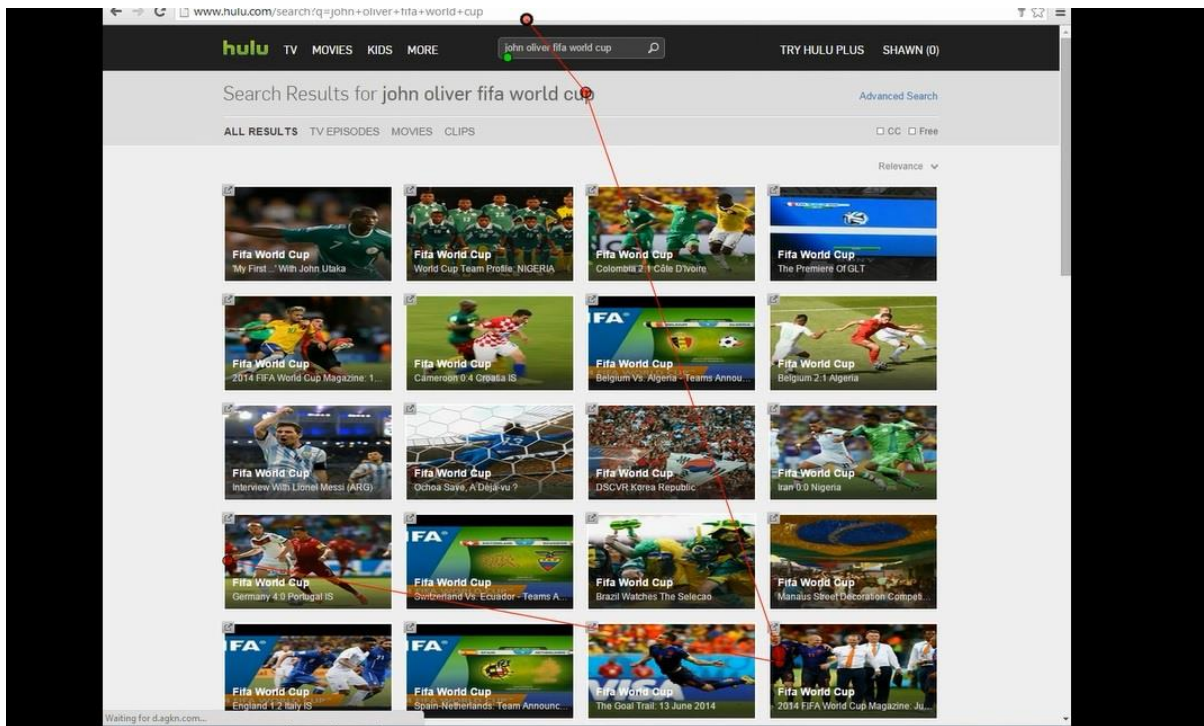 www.hulu.com/search?q=john+oliver+fifa+world+cup
hulu TV MOVIES KIDS MORE john oliver fifa world cup TRY HULU PLUS SHAWN (0)
Search Results for john oliver fifa world cup Advanced Search
ALL RESULTS TV EPISODES MOVIES CLIPS CC Free
Relevance
Fifa World Cup Fifa World Cup Fifa World Cup Fifa World Cup
'My First ...' With John Utaka World Cup Team Profile: NIGERIA Colombia 2:1 Côte D'Ivoire The Premiere Of GLT
FA
Fifa World Cup Fifa World Cup Fifa World Cup Fifa World Cup
2014 FIFA World Cup Magazine: 1... Cameroon 0:4 Croatia IS Belgium Vs. Algeria - Teams Annou... Belgium 2:1 Algeria
Fifa World Cup Fifa World Cup Fifa World Cup Fifa World Cup
Interview With Lionel Messi (ARG) Ochoa Save, A Déjà-vu ? DSCVR Korea Republic Iran 0:0 Nigeria
FA
Fifa World Cup Fifa World Cup Fifa World Cup Fifa World Cup
Germany 4:0 Portugal IS Switzerland Vs. Ecuador - Teams A... Brazil Watches The Selecao Manaus Street Decoration Competi...
IFA IFA
Fifa World Cup Fifa World Cup Fifa World Cup Fifa World Cup
England 1:2 Italy IS Spain-Netherlands: Team Announc... The Goal Trail: 13 June 2014 2014 FIFA World Cup Magazine: Ju...
Waiting for d.agkn.com...